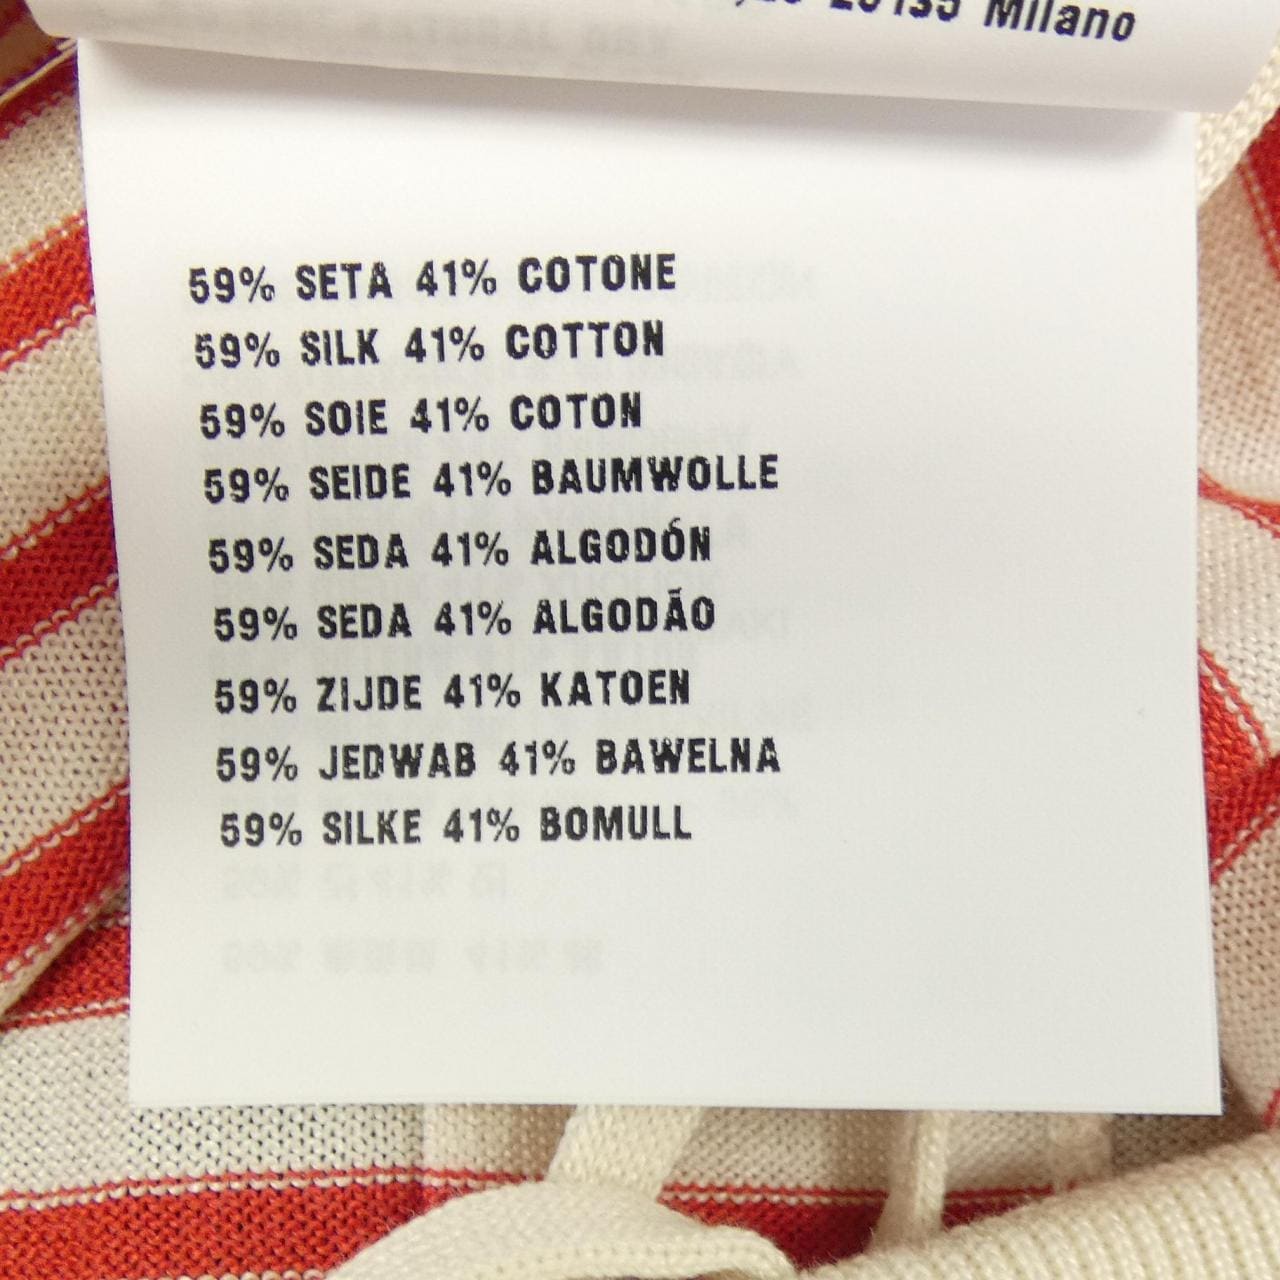 20135 Milano
59% SETA 41% COTONE
59% SILK 41% COTTON
59% SOIE 41% COTON
59% SEIDE 41% BAUMWOLLE
59% SEDA 41% ALGODÓN
59% SEDA 41% ALGODÃO
59% ZIJDE 41% KATOEN
59% JEDWAB 41% BAWELNA
59% SILKE 41% BOMULL